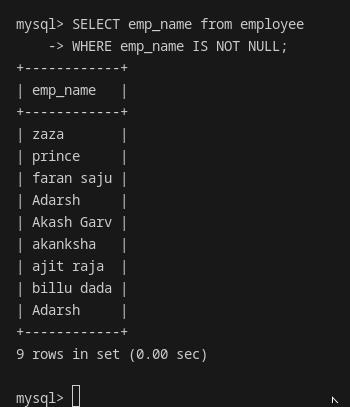 mysql> SELECT emp_name from employee
    -> WHERE emp_name IS NOT NULL;
+------------+
| emp_name   |
+------------+
| zaza       |
| prince     |
| faran saju |
| Adarsh     |
| Akash Garv |
| akanksha   |
| ajit raja  |
| billu dada |
| Adarsh     |
+------------+
9 rows in set (0.00 sec)

mysql>